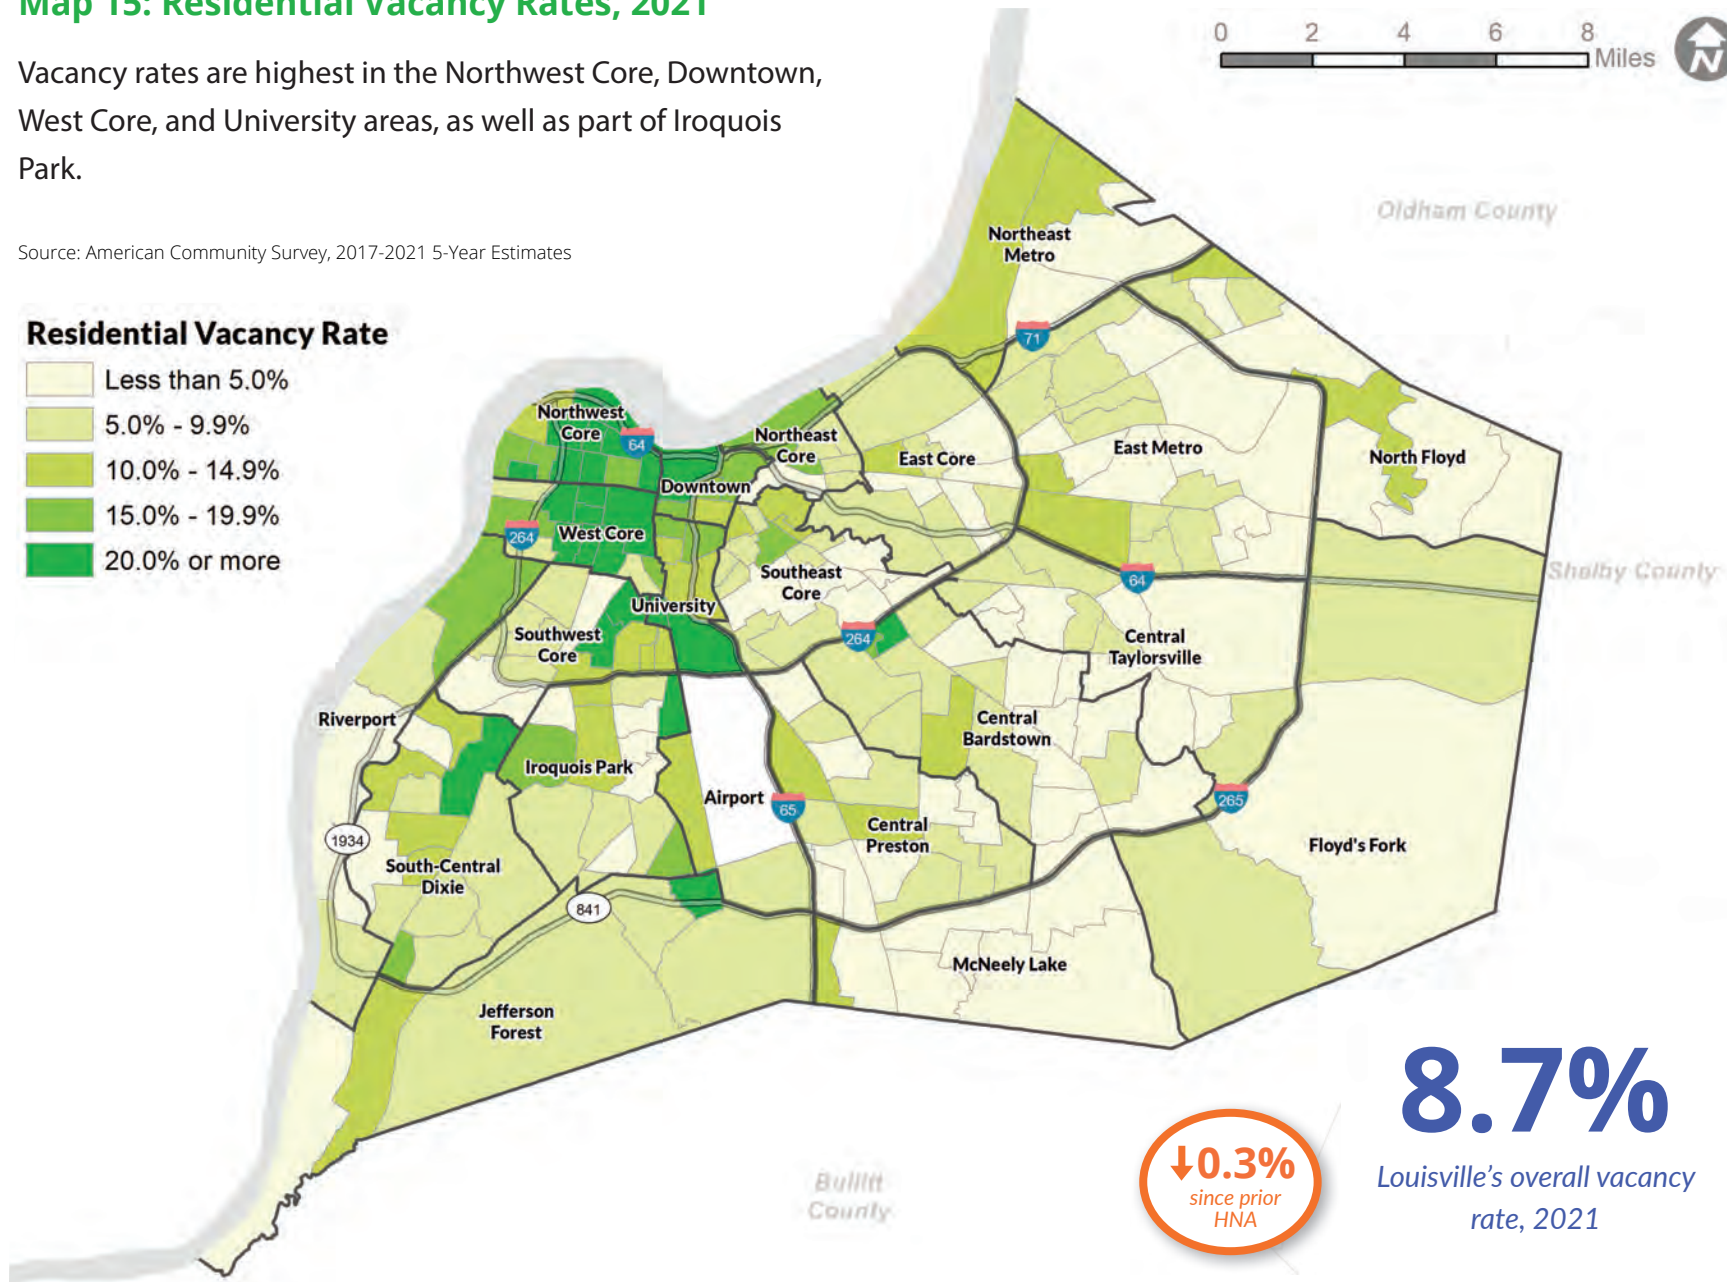 Map 15: Residential Vacancy Rates, 2021
Vacancy rates are highest in the Northwest Core, Downtown,
West Core, and University areas, as well as part of Iroquois
Park.
Source: American Community Survey, 2017-2021 5-Year Estimates
Residential Vacancy Rate
Less than 5.0%
5.0% - 9.9%
10.0% - 14.9%
15.0% - 19.9%
20.0% or more
0 2 4 6 8
Miles
N
Oldham County
Northeast
Metro
71
Northwest
Core
64
Northeast
Core
East Core
East Metro
North Floyd
Downtown
264
West Core
Southeast
Core
64
Shelby County
University
264
Southwest
Core
Central
Taylorsville
Riverport
Central
Bardstown
Iroquois Park
Airport
65
265
1934
Central
Preston
Floyd's Fork
South-Central
Dixie
841
McNeely Lake
Jefferson
Forest
Bullitt
County
↓0.3%
since prior
HNA
8.7%
Louisville's overall vacancy
rate, 2021